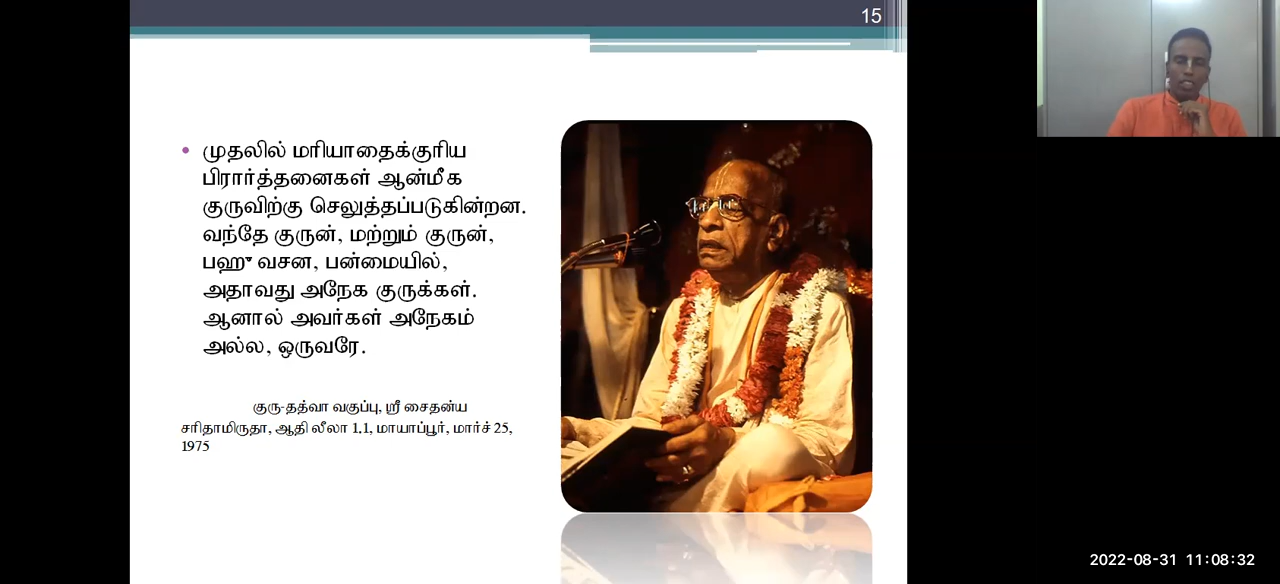 15
முதலில் மரியாதைக்குரிய
பிரார்த்தனைகள் ஆன்மீக
குருவிற்கு செலுத்தப்படுகின்றன.
வந்தே குருன், மற்றும் குருன்,
பஹு வசன, பன்மையில்,
அதாவது அநேக குருக்கள்.
ஆனால் அவர்கள் அநேகம்
அல்ல, ஒருவரே.
குரு-தத்வா வகுப்பு, ஸ்ரீ சைதன்ய
சரிதாமிருதா, ஆதி லீலா 1.1, மாயாப்பூர், மார்ச் 25,
1975
2022-08-31 11:08:32